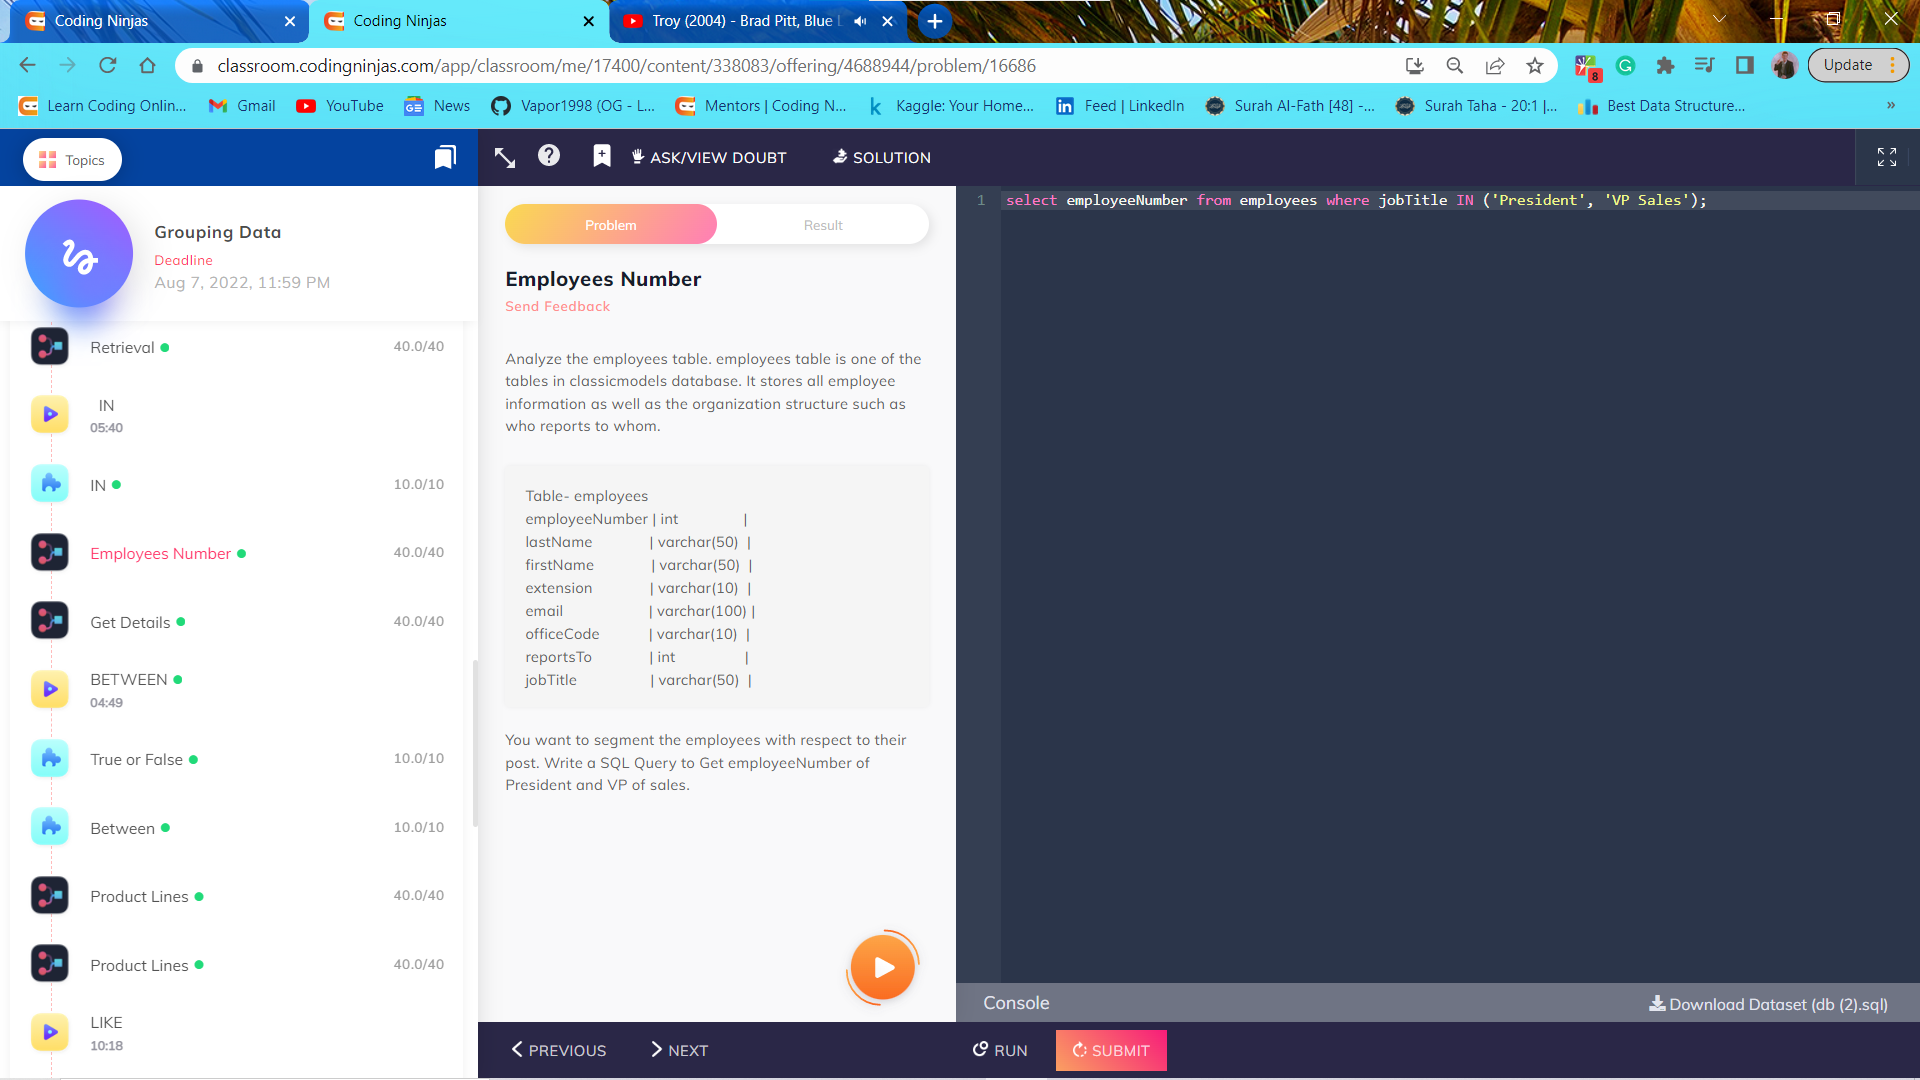 Coding Ninjas
Coding Ninjas
Troy (2004) - Brad Pitt, Blue
classroom.codingninjas.com/app/classroom/me/17400/content/338083/offering/4688944/problem/16686
8
Update
Learn Coding Onlin...
Gmail
YouTube
News
Vapor1998 (OG - L...
Mentors | Coding N...
Kaggle: Your Home...
Feed | LinkedIn
Surah Al-Fath [48] -...
Surah Taha - 20:1 |...
Best Data Structure...
»
Topics
ASK/VIEW DOUBT
SOLUTION
Grouping Data
Deadline
Aug 7, 2022, 11:59 PM
Retrieval 40.0/40
IN
05:40
IN 10.0/10
Employees Number 40.0/40
Get Details 40.0/40
BETWEEN
04:49
True or False 10.0/10
Between 10.0/10
Product Lines 40.0/40
Product Lines 40.0/40
LIKE
10:18
Problem
Result
Employees Number
Send Feedback
Analyze the employees table. employees table is one of the
tables in classicmodels database. It stores all employee
information as well as the organization structure such as
who reports to whom.
Table- employees
employeeNumber | int |
lastName | varchar(50) |
firstName | varchar(50) |
extension | varchar(10) |
email | varchar(100) |
officeCode | varchar(10) |
reportsTo | int |
jobTitle | varchar(50) |
You want to segment the employees with respect to their
post. Write a SQL Query to Get employeeNumber of
President and VP of sales.
1 select employeeNumber from employees where jobTitle IN ('President', 'VP Sales');
Console
Download Dataset (db (2).sql)
PREVIOUS
NEXT
RUN
SUBMIT